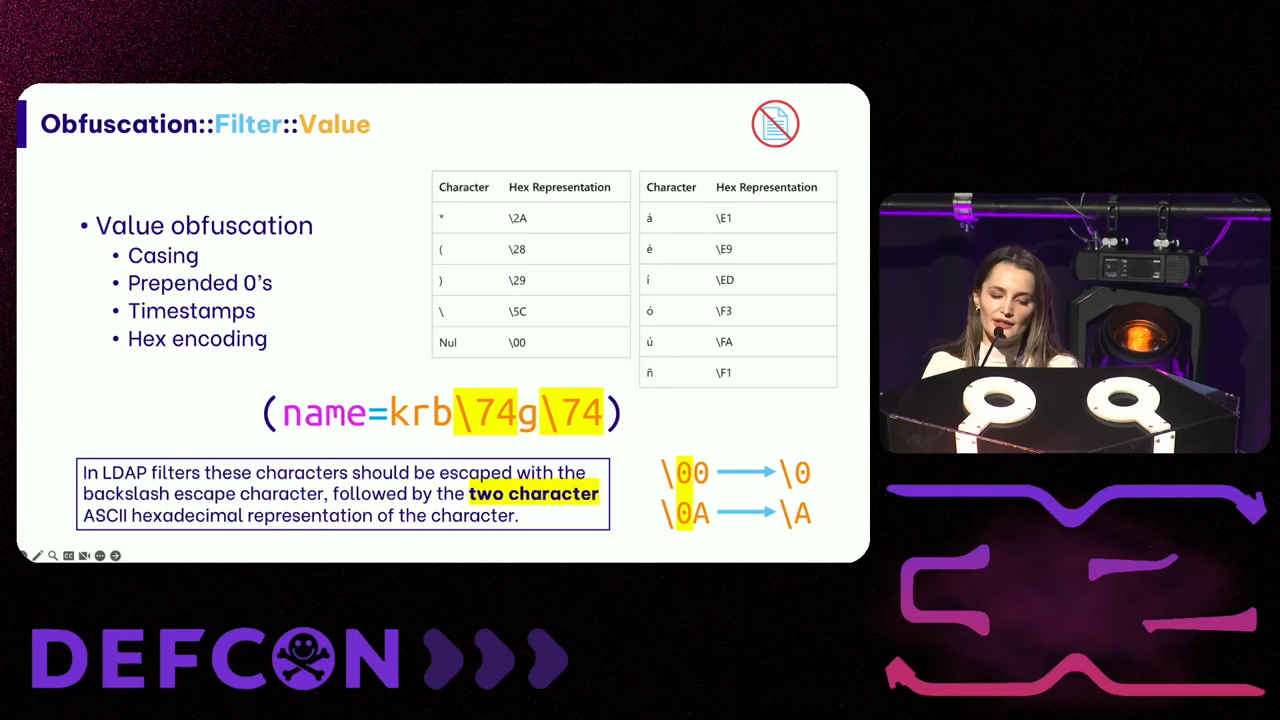 Obfuscation::Filter::Value
• Value obfuscation
• Casing
• Prepended 0's
• Timestamps
• Hex encoding
Character Hex Representation
* \2A
( \28
) \29
\ \5C
Nul \00
Character Hex Representation
á \E1
é \E9
í \ED
ó \F3
ú \FA
ñ \F1
(name=krb\74g\74)
In LDAP filters these characters should be escaped with the
backslash escape character, followed by the two character
ASCII hexadecimal representation of the character.
\00 → \0
\0A → \A
DEFCON